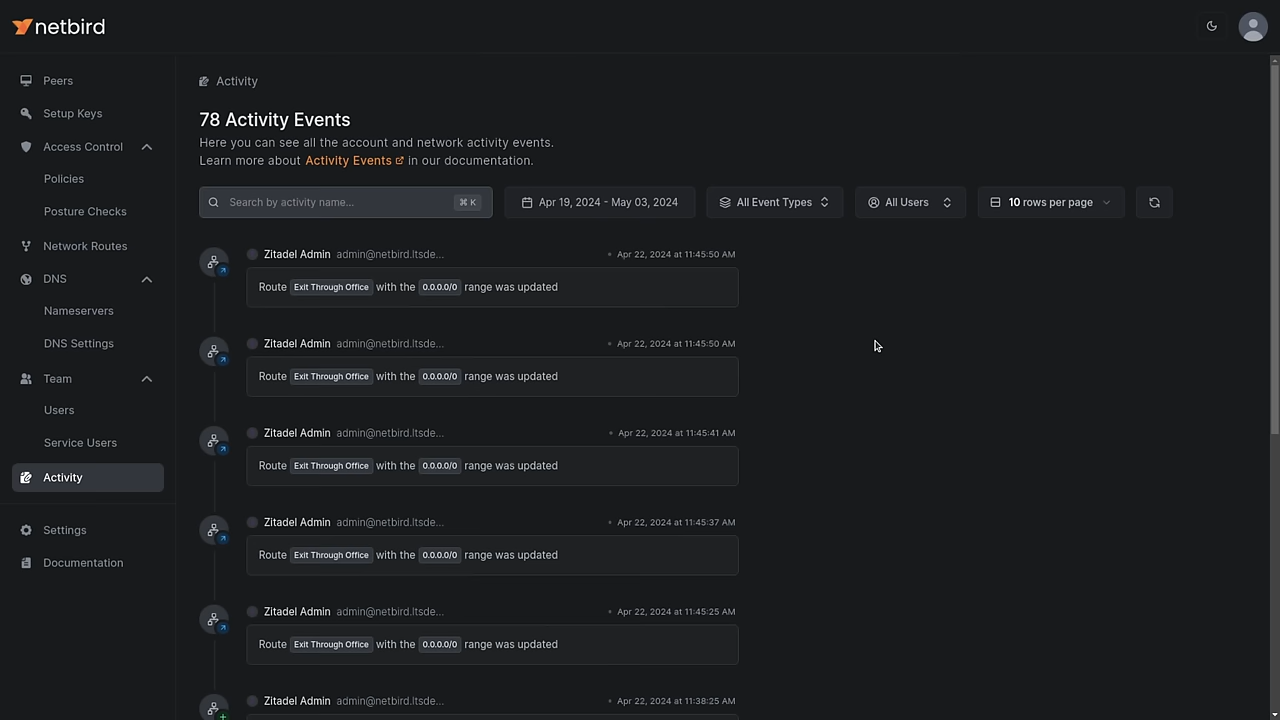 netbird
Peers
Setup Keys
Access Control
Policies
Posture Checks
Network Routes
DNS
Nameservers
DNS Settings
Team
Users
Service Users
Activity
Settings
Documentation
Activity
78 Activity Events
Here you can see all the account and network activity events.
Learn more about Activity Events in our documentation.
Search by activity name... ⌘ K Apr 19, 2024 - May 03, 2024 All Event Types All Users 10 rows per page
Zitadel Admin admin@netbird.ltsde... • Apr 22, 2024 at 11:45:50 AM
Route Exit Through Office with the 0.0.0.0/0 range was updated
Zitadel Admin admin@netbird.ltsde... • Apr 22, 2024 at 11:45:50 AM
Route Exit Through Office with the 0.0.0.0/0 range was updated
Zitadel Admin admin@netbird.ltsde... • Apr 22, 2024 at 11:45:41 AM
Route Exit Through Office with the 0.0.0.0/0 range was updated
Zitadel Admin admin@netbird.ltsde... • Apr 22, 2024 at 11:45:37 AM
Route Exit Through Office with the 0.0.0.0/0 range was updated
Zitadel Admin admin@netbird.ltsde... • Apr 22, 2024 at 11:45:25 AM
Route Exit Through Office with the 0.0.0.0/0 range was updated
Zitadel Admin admin@netbird.ltsde... • Apr 22, 2024 at 11:38:25 AM